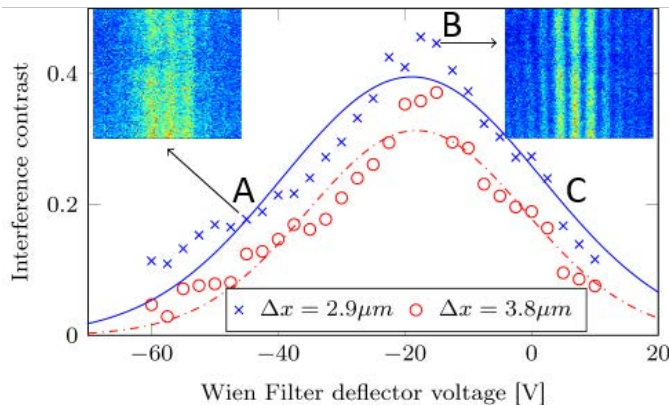 B
0.4
A
C
0.2
0
Interference contrast
× Δx = 2.9μm ○ Δx = 3.8μm
−60 −40 −20 0 20
Wien Filter deflector voltage [V]